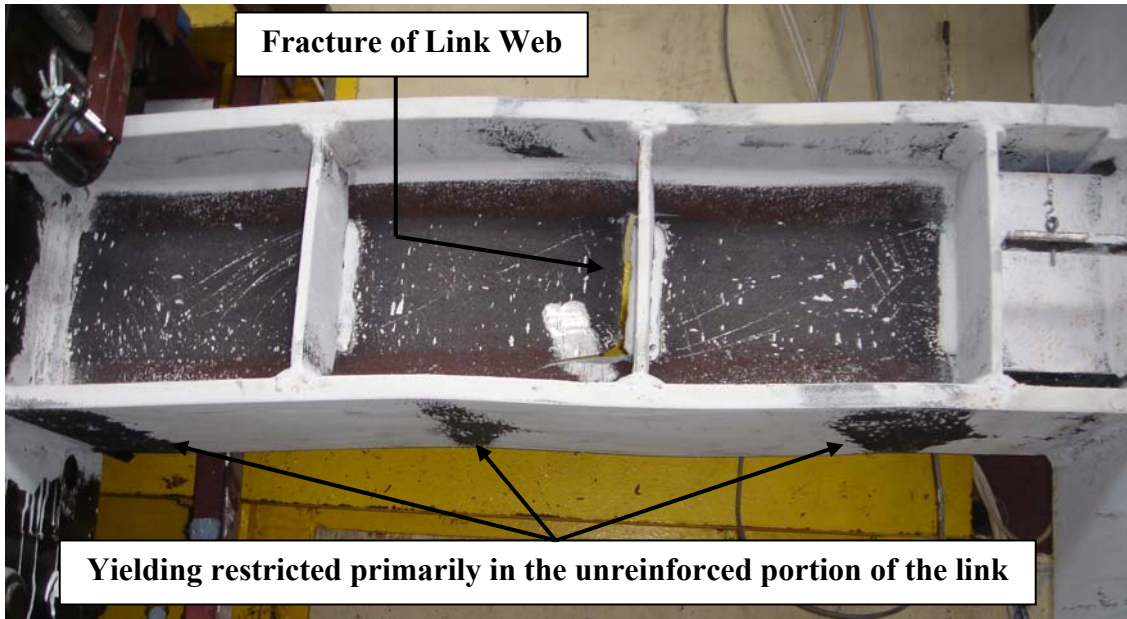 Fracture of Link Web
Yielding restricted primarily in the unreinforced portion of the link